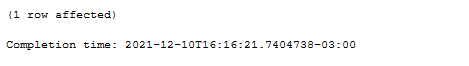 (1 row affected)
Completion time: 2021-12-10T16:16:21.7404738-03:00